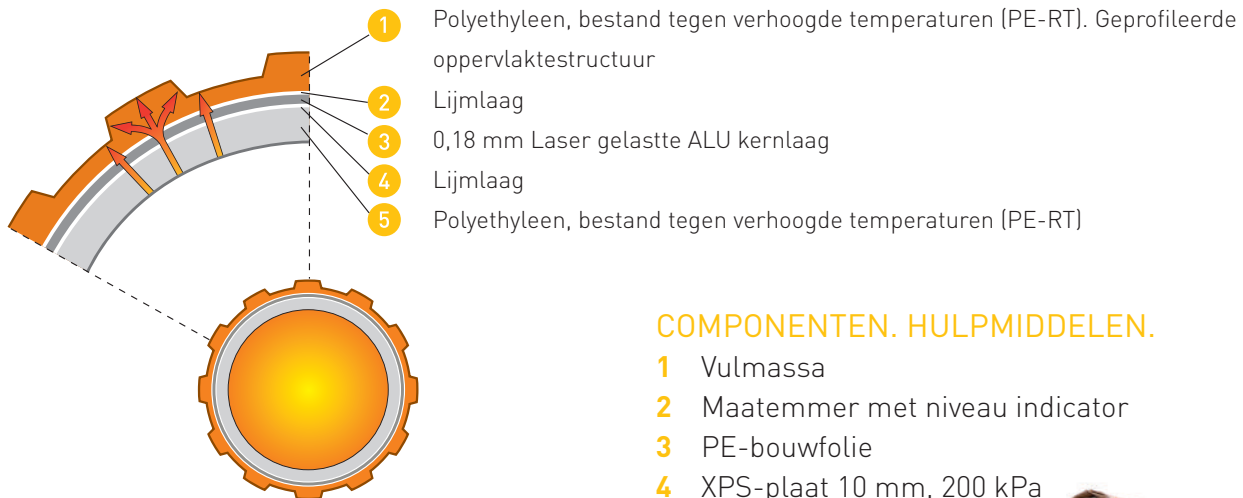 1 Polyethyleen, bestand tegen verhoogde temperaturen (PE-RT). Geprofileerde
oppervlaktestructuur
2 Lijmlaag
3 0,18 mm Laser gelastte ALU kernlaag
4 Lijmlaag
5 Polyethyleen, bestand tegen verhoogde temperaturen (PE-RT)
COMPONENTEN. HULPMIDDELEN.
1 Vulmassa
2 Maatemmer met niveau indicator
3 PE-bouwfolie
4 XPS-plaat 10 mm, 200 kPa